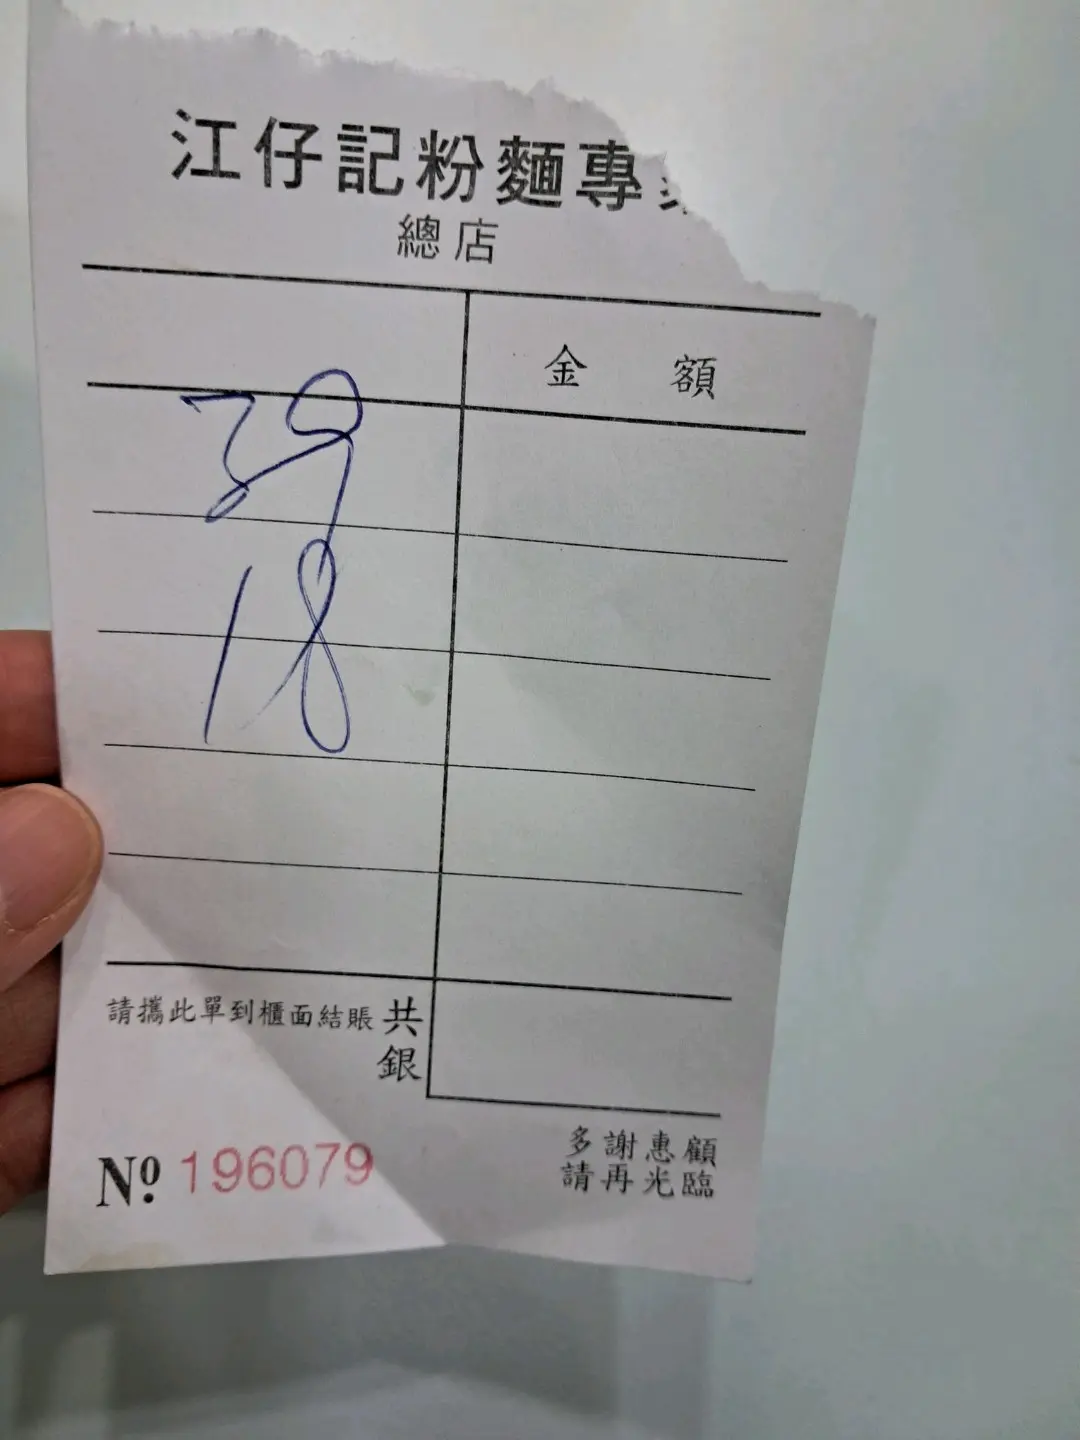 江仔記粉麵專
總店
金額
39
18
請攜此單到櫃面結賬 共銀
Nº 196079
多謝惠顧
請再光臨